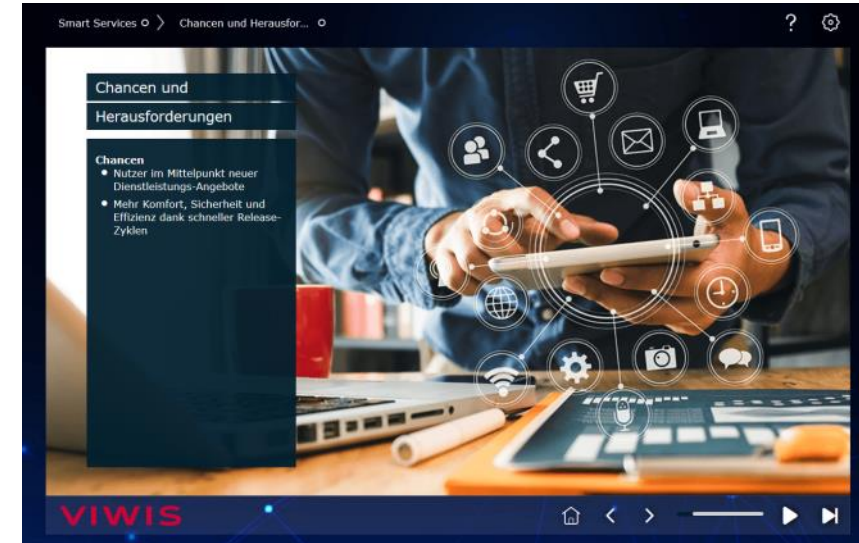 Smart Services
Chancen und Herausfor...
?
Chancen und
Herausforderungen
Chancen
Nutzer im Mittelpunkt neuer
Dienstleistungs-Angebote
Mehr Komfort, Sicherheit und
Effizienz dank schneller Release-
Zyklen
VIWIS